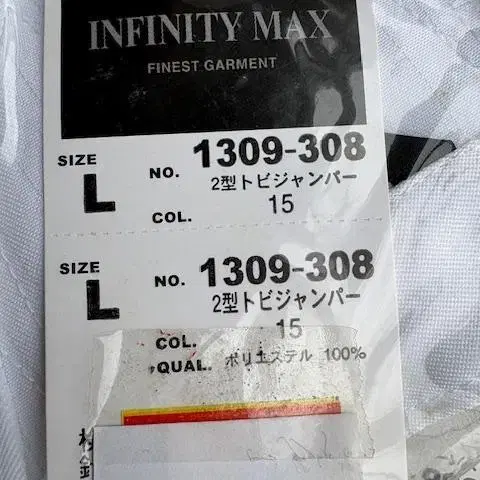 INFINITY MAX
FINEST GARMENT
SIZE L NO. 1309-308
2型トビジャンパー
COL. 15
SIZE L NO. 1309-308
2型トビジャンパー
COL. 15
QUAL. ポリエステル 100%